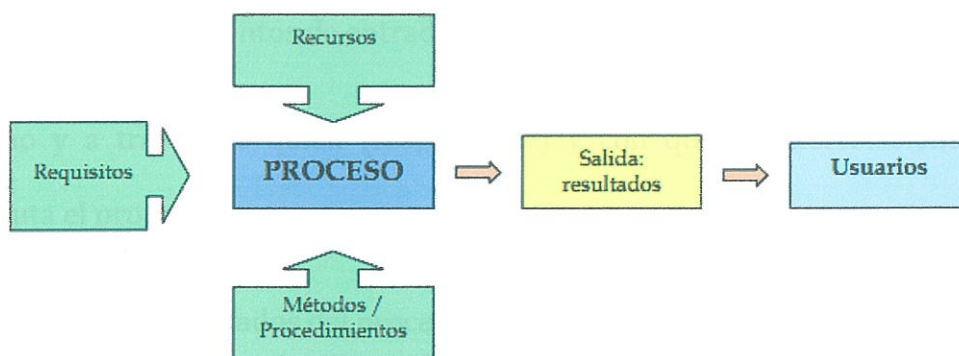 Recursos
Requisitos
PROCESO
Salida:
resultados
Usuarios
Métodos /
Procedimientos